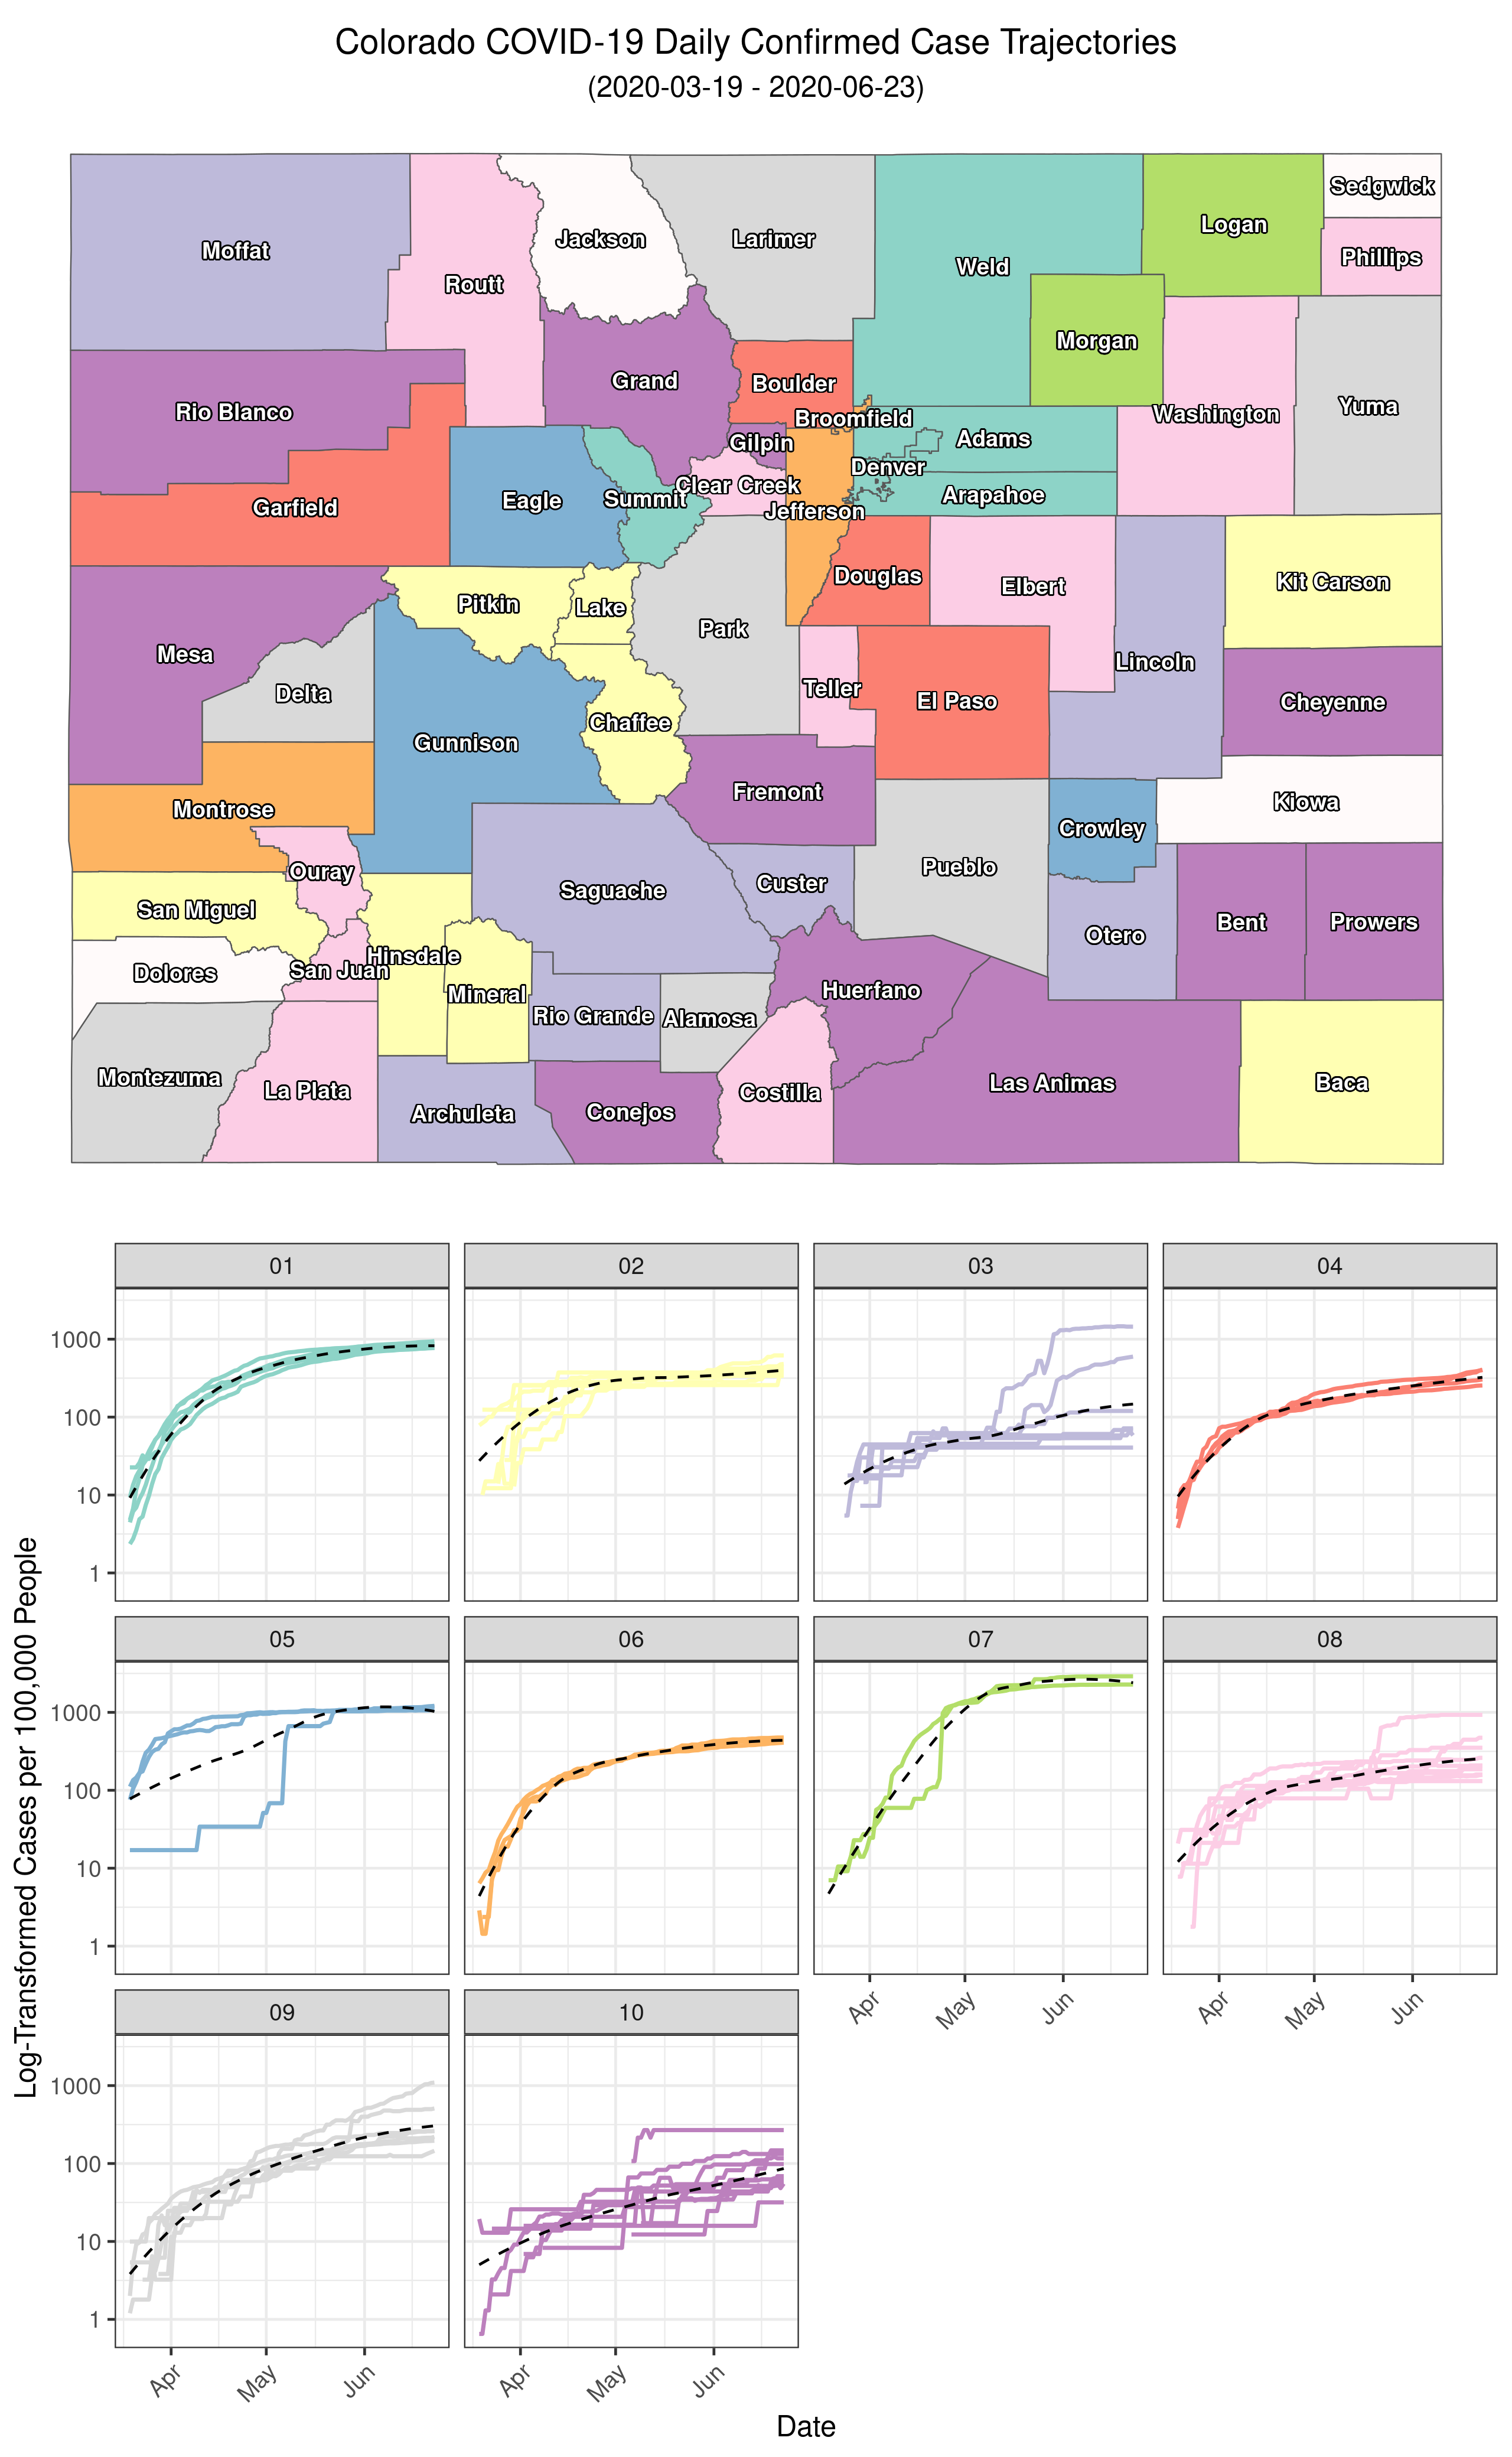 Colorado COVID-19 Daily Confirmed Case Trajectories
(2020-03-19 - 2020-06-23)
Sedgwick
Logan
Jackson
Larimer
Moffat
Phillips
Weld
Routt
Morgan
Grand
Boulder
Yuma
Rio Blanco
Washington
Broomfield
Adams
Gilpin
Denver
Clear Creek
Arapahoe
Eagle
Summit
Garfield
Jefferson
Douglas
Kit Carson
Elbert
Pitkin
Lake
Park
Mesa
Lincoln
Teller
Delta
El Paso
Cheyenne
Chaffee
Gunnison
Fremont
Kiowa
Montrose
Crowley
Pueblo
Ouray
Custer
Saguache
San Miguel
Bent
Prowers
Otero
Hinsdale
Dolores
San Juan
Mineral
Huerfano
Rio Grande
Alamosa
Montezuma
Las Animas
Baca
La Plata
Costilla
Conejos
Archuleta
01
02
03
04
1000
100
10
1
05
06
07
08
1000
100
10
1
Apr
May
Jun
Apr
May
Jun
09
10
1000
100
10
1
Apr
May
Jun
Apr
May
Jun
Log-Transformed Cases per 100,000 People
Date